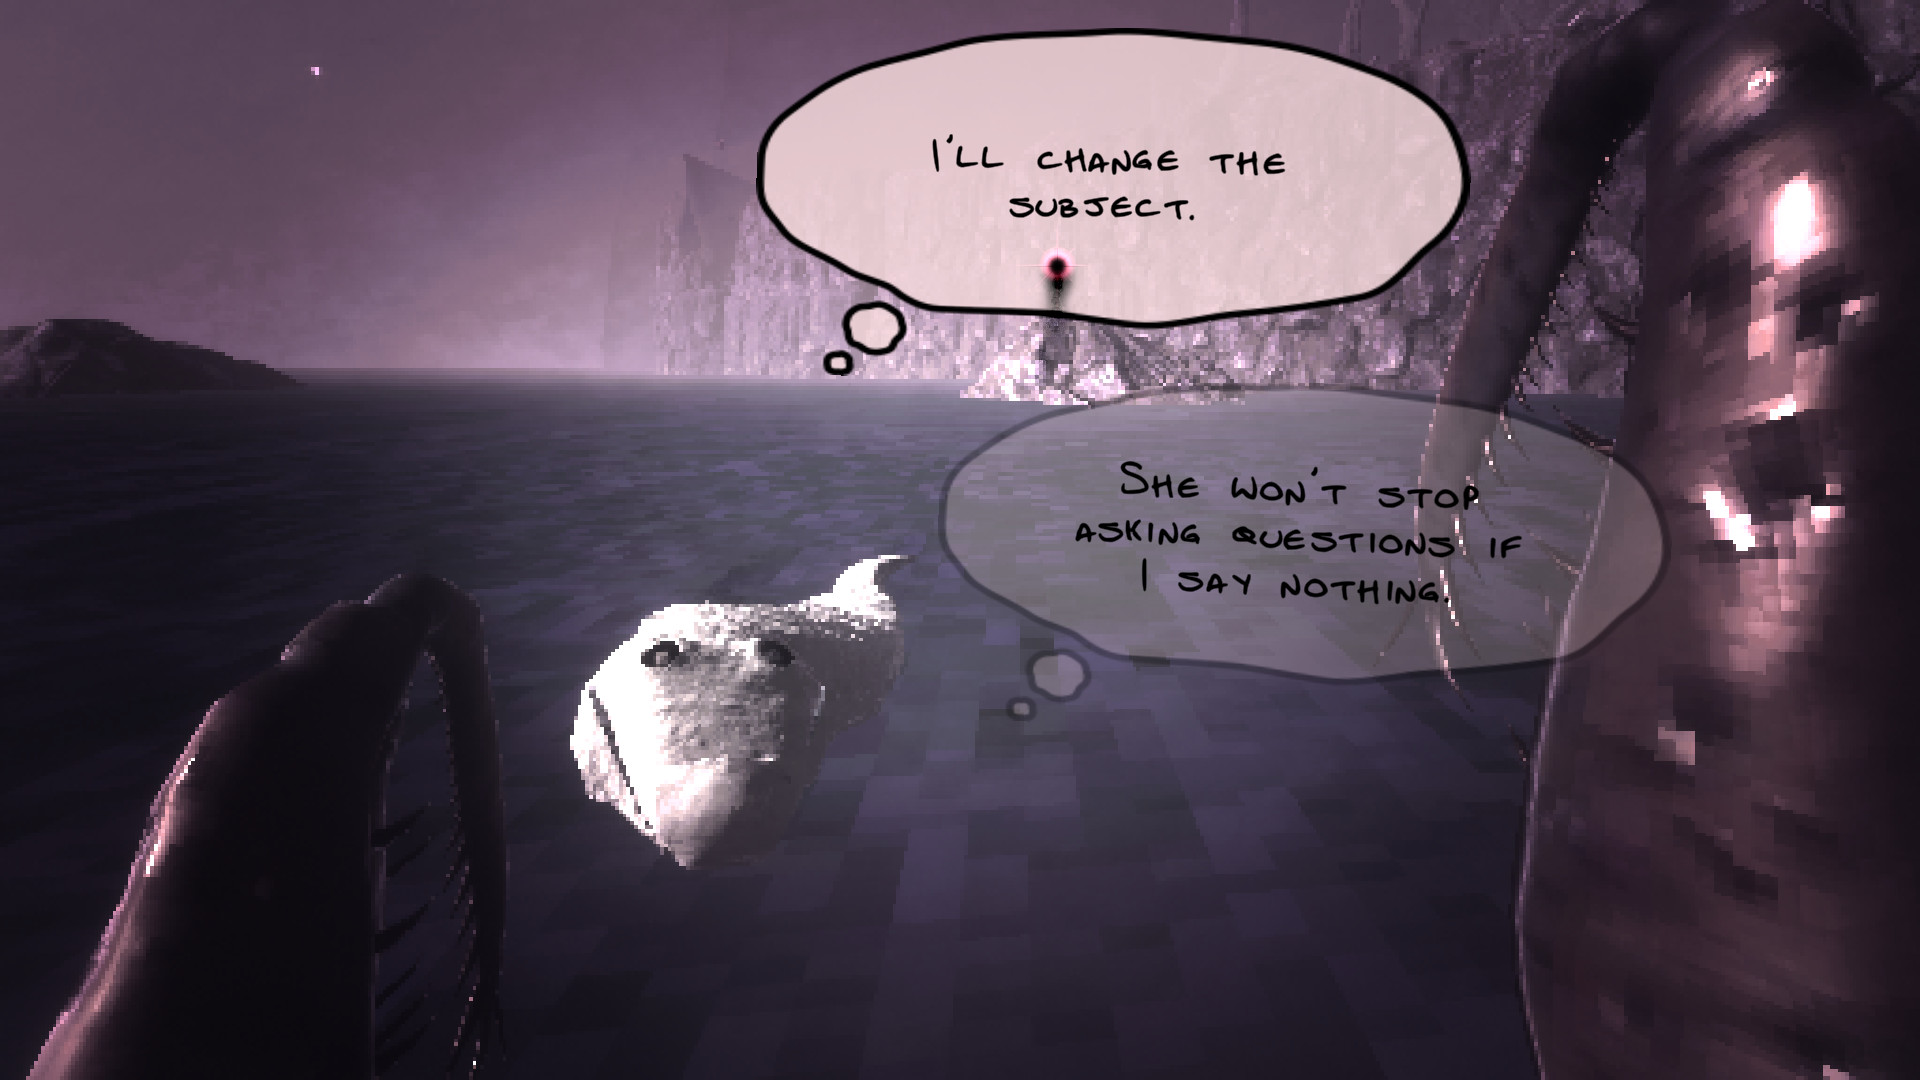 I'LL CHANGE THE
SUBJECT.
SHE WON'T STOP
ASKING QUESTIONS IF
I SAY NOTHING.